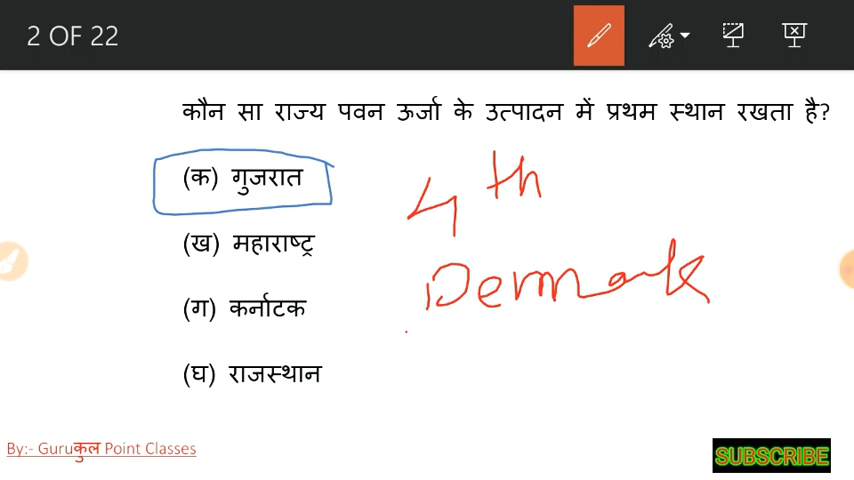 2 OF 22
कौन सा राज्य पवन ऊर्जा के उत्पादन में प्रथम स्थान रखता है?
(क) गुजरात
(ख) महाराष्ट्र
(ग) कर्नाटक
(घ) राजस्थान
4th
Denmark
By:- Guruकुल Point Classes
SUBSCRIBE